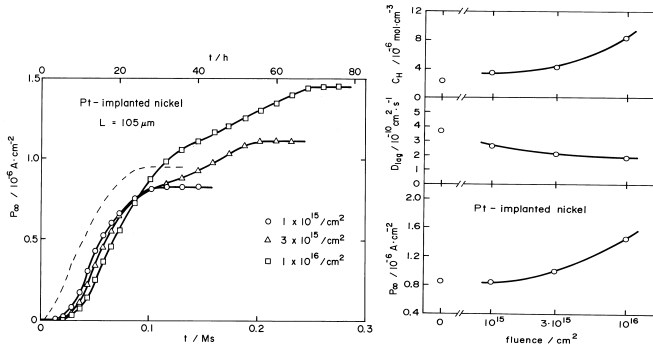 t / h
0 20 40 60 80
1.5
1.0
0.5
0
P∞ / 10⁻⁶ A·cm⁻²
Pt-implanted nickel
L = 105 μm
○ 1 x 10¹⁵/cm²
△ 3 x 10¹⁵/cm²
□ 1 x 10¹⁶/cm²
0 0.1 0.2 0.3
t / Ms
C_H / 10⁻⁶ mol·cm⁻³
12
8
4
0
D_lag / 10⁻¹⁰ cm²·s⁻¹
4
3
2
1
0
P∞ / 10⁻⁶ A·cm⁻²
2.0
1.6
1.2
0.8
0.4
Pt-implanted nickel
0 1·10¹⁵ 3·10¹⁵ 10¹⁶
fluence / cm²